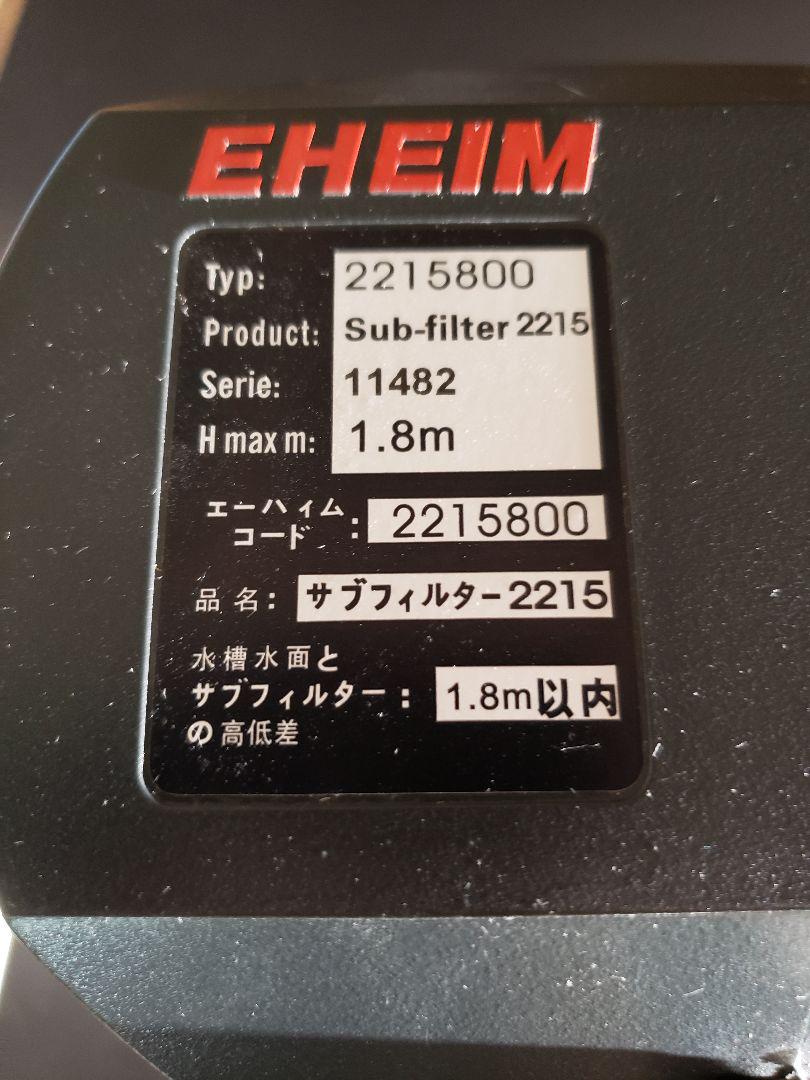 EHEIM
Typ: 2215800
Product: Sub-filter 2215
Serie: 11482
H max m: 1.8m
エーハイム
コード : 2215800
品名: サブフィルター2215
水槽水面と
サブフィルター : 1.8m以内
の高低差